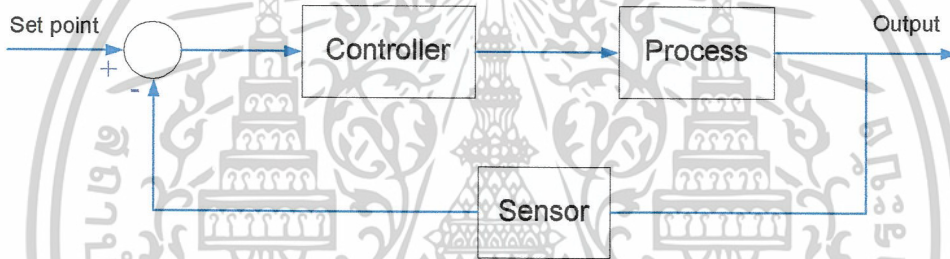 Set point
Output
+
Controller
Process
-
Sensor